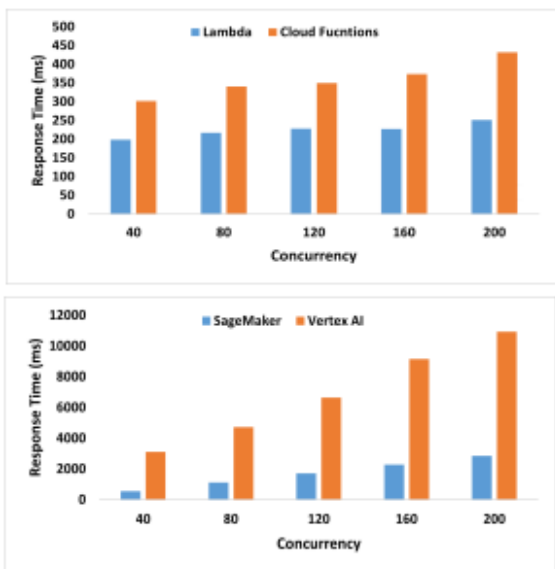 500
Lambda Cloud Fucntions
450
400
350
300
250
200
150
100
50
0
Response Time (ms)
40 80 120 160 200
Concurrency
12000
SageMaker Vertex AI
10000
8000
6000
4000
2000
0
Response Time (ms)
40 80 120 160 200
Concurrency